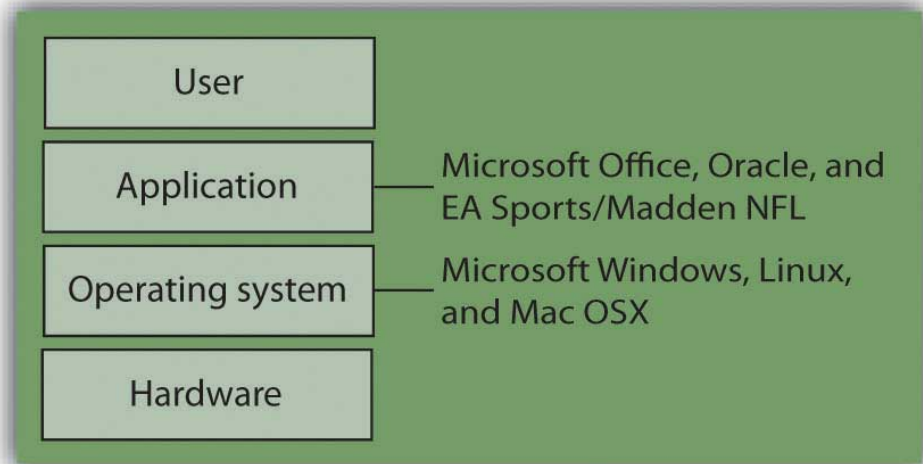 User
Application
Microsoft Office, Oracle, and
EA Sports/Madden NFL
Operating system
Microsoft Windows, Linux,
and Mac OSX
Hardware